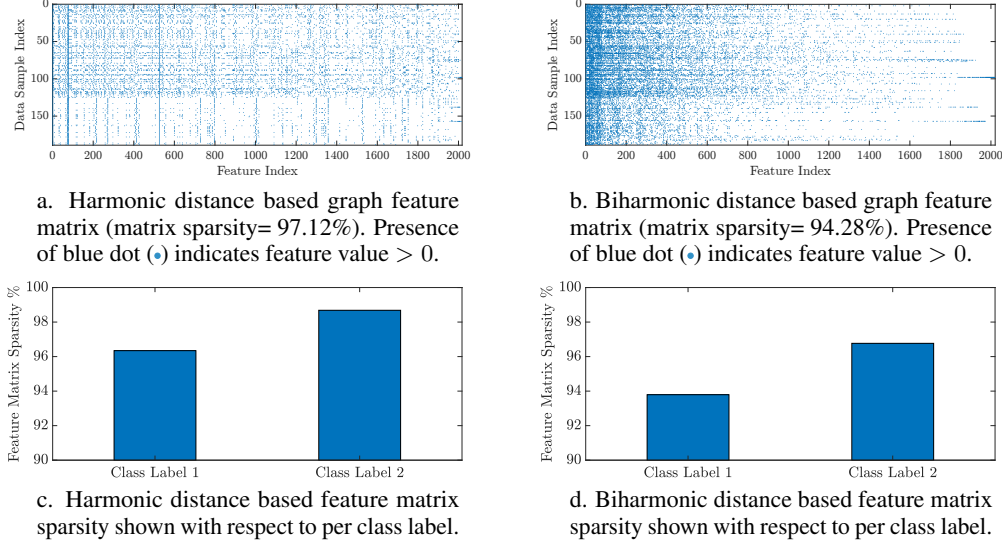 0
50
100
150
Data Sample Index
0 200 400 600 800 1000 1200 1400 1600 1800 2000
Feature Index
a. Harmonic distance based graph feature
matrix (matrix sparsity= 97.12%). Presence
of blue dot (•) indicates feature value > 0.
0
50
100
150
Data Sample Index
0 200 400 600 800 1000 1200 1400 1600 1800 2000
Feature Index
b. Biharmonic distance based graph feature
matrix (matrix sparsity= 94.28%). Presence
of blue dot (•) indicates feature value > 0.
100
98
96
94
92
90
Feature Matrix Sparsity %
Class Label 1 Class Label 2
c. Harmonic distance based feature matrix
sparsity shown with respect to per class label.
100
98
96
94
92
90
Feature Matrix Sparsity %
Class Label 1 Class Label 2
d. Biharmonic distance based feature matrix
sparsity shown with respect to per class label.